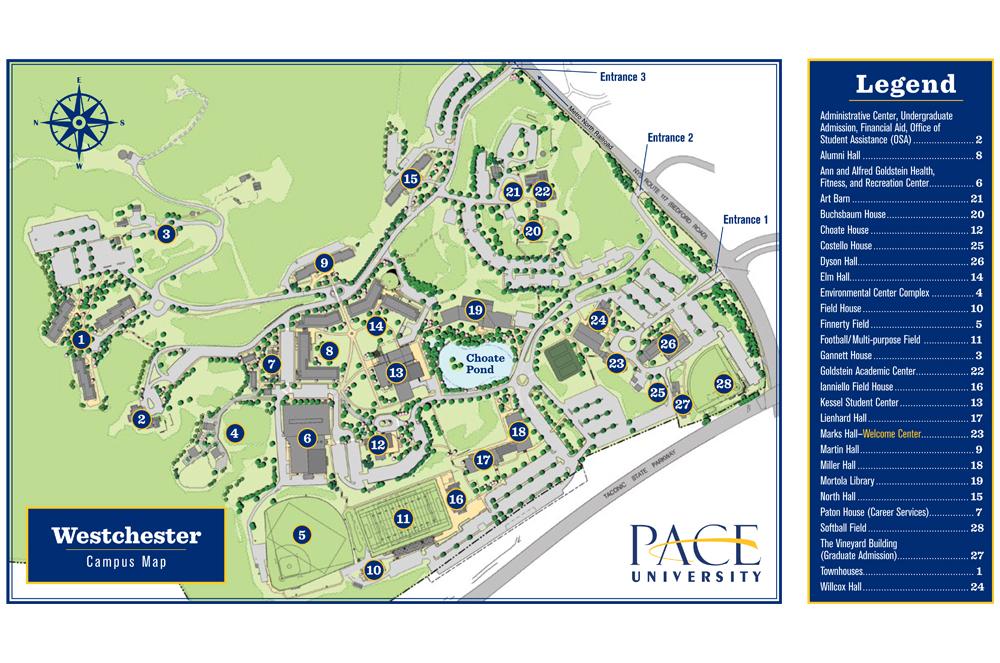 Entrance 3
Metro North Railroad
Entrance 2
NY ROUTE 117 (BEDFORD ROAD)
Entrance 1
E
N
S
W
15
21
22
20
3
9
19
14
24
1
8
26
Choate
Pond
7
13
23
25
28
27
2
4
6
12
18
17
16
TACONIC STATE PARKWAY
11
5
10
Westchester
Campus Map
PACE
UNIVERSITY
Legend
Administrative Center, Undergraduate
Admission, Financial Aid, Office of
Student Assistance (OSA) 2
Alumni Hall 8
Ann and Alfred Goldstein Health,
Fitness, and Recreation Center 6
Art Barn 21
Buchsbaum House 20
Choate House 12
Costello House 25
Dyson Hall 26
Elm Hall 14
Environmental Center Complex 4
Field House 10
Finnerty Field 5
Football/Multi-purpose Field 11
Gannett House 3
Goldstein Academic Center 22
Ianniello Field House 16
Kessel Student Center 13
Lienhard Hall 17
Marks Hall–Welcome Center 23
Martin Hall 9
Miller Hall 18
Mortola Library 19
North Hall 15
Paton House (Career Services) 7
Softball Field 28
The Vineyard Building
(Graduate Admission) 27
Townhouses 1
Willcox Hall 24